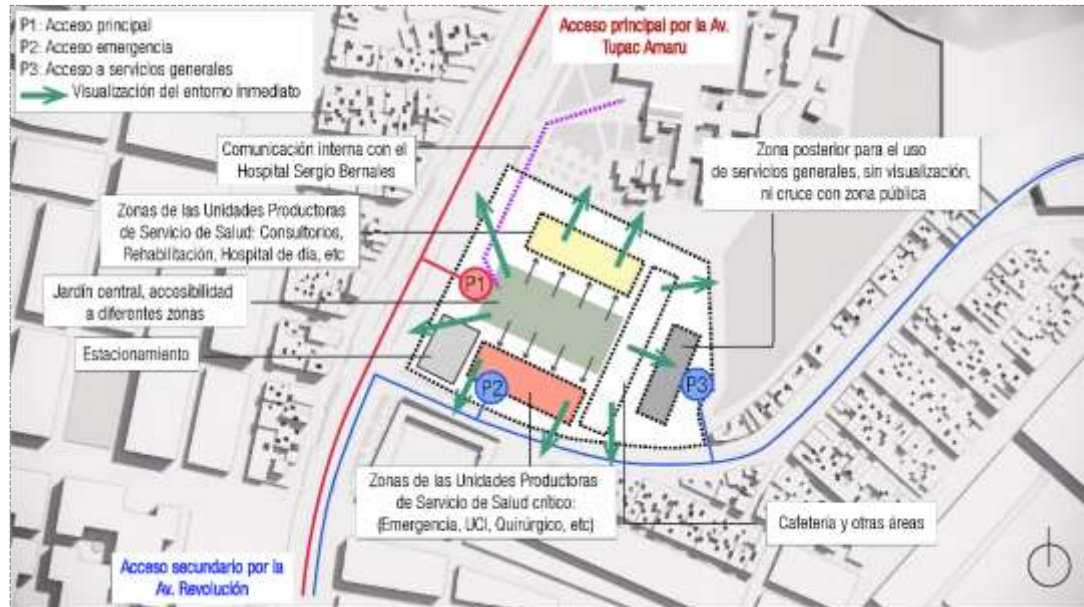 P1: Acceso principal
P2: Acceso emergencia
P3: Acceso a servicios generales
Visualización del entorno inmediato
Acceso principal por la Av.
Tupac Amaru
Comunicación interna con el
Hospital Sergio Bernales
Zona posterior para el uso
de servicios generales, sin visualización,
ni cruce con zona pública
Zonas de las Unidades Productoras
de Servicio de Salud: Consultorios,
Rehabilitación, Hospital de día, etc
P1
Jardín central, accesibilidad
a diferentes zonas
Estacionamiento
P2
P3
Zonas de las Unidades Productoras
de Servicio de Salud crítico:
(Emergencia, UCI, Quirúrgico, etc)
Cafetería y otras áreas
Acceso secundario por la
Av. Revolución